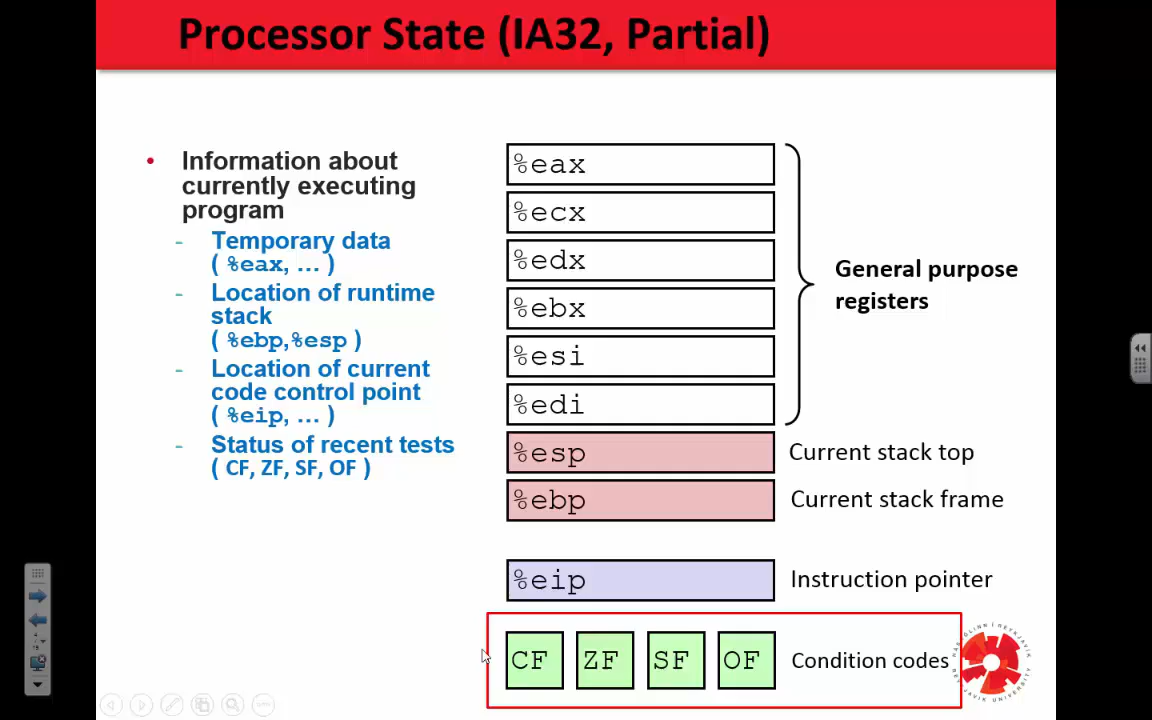 Processor State (IA32, Partial)
• Information about
currently executing
program
- Temporary data
( %eax, … )
- Location of runtime
stack
( %ebp,%esp )
- Location of current
code control point
( %eip, … )
- Status of recent tests
( CF, ZF, SF, OF )
%eax
%ecx
%edx
%ebx
%esi
%edi
General purpose
registers
%esp
Current stack top
%ebp
Current stack frame
%eip
Instruction pointer
CF
ZF
SF
OF
Condition codes